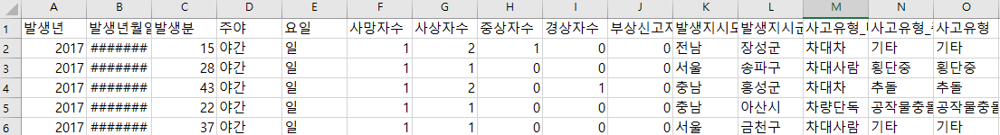 A B C D E F G H I J K L M N O
1 발생년 발생년월일 발생분 주야 요일 사망자수 사상자수 중상자수 경상자수 부상신고자 발생지시도 발생지시군 사고유형_ 사고유형_ 사고유형
2 2017 ####### 15 야간 일 1 2 1 0 0 전남 장성군 차대차 기타 기타
3 2017 ####### 28 야간 일 1 1 0 0 0 서울 송파구 차대사람 횡단중 횡단중
4 2017 ####### 43 야간 일 1 2 0 1 0 충남 홍성군 차대차 추돌 추돌
5 2017 ####### 22 야간 일 1 1 0 0 0 충남 아산시 차량단독 공작물충돌 공작물충돌
6 2017 ####### 37 야간 일 1 1 0 0 0 서울 금천구 차대사람 기타 기타